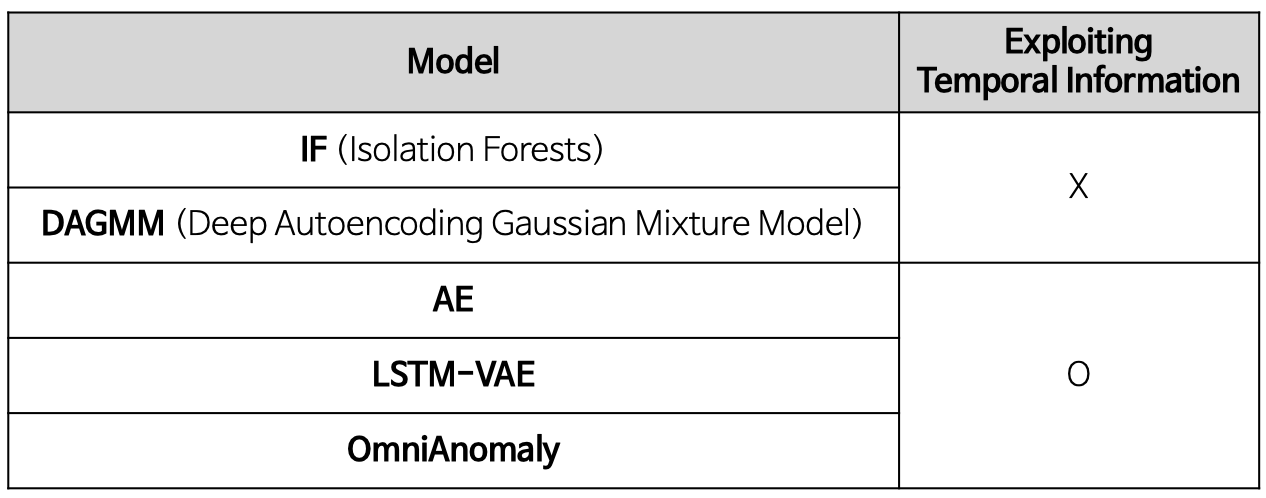 Model
Exploiting
Temporal Information
IF (Isolation Forests)
X
DAGMM (Deep Autoencoding Gaussian Mixture Model)
AE
LSTM-VAE
O
OmniAnomaly